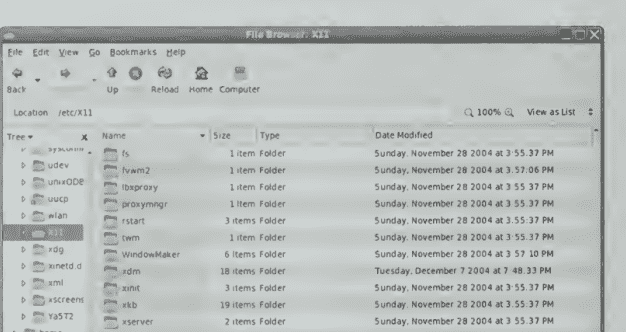 File Browser: X11
File Edit View Go Bookmarks Help
Back Up Reload Home Computer
Location /etc/X11 100% View as List
Tree x Name Size Type Date Modified
fs 1 item Folder Sunday, November 28 2004 at 3:55:37 PM
udev fvwm2 1 item Folder Sunday, November 28 2004 at 3:57:06 PM
unixODB lbxproxy 1 item Folder Sunday, November 28 2004 at 3:55:37 PM
uucp proxymngr 1 item Folder Sunday, November 28 2004 at 3:55:37 PM
wlan rstart 3 items Folder Sunday, November 28 2004 at 3:55:37 PM
X11 twm 1 item Folder Sunday, November 28 2004 at 3:55:37 PM
xdg WindowMaker 6 items Folder Sunday, November 28 2004 at 3:57:10 PM
xinetd.d xdm 18 items Folder Tuesday, December 7 2004 at 7:48:33 PM
xml xinit 3 items Folder Sunday, November 28 2004 at 3:55:37 PM
xscreens xkb 19 items Folder Sunday, November 28 2004 at 3:55:37 PM
YaST2 xserver 2 items Folder Sunday, November 28 2004 at 3:55:37 PM